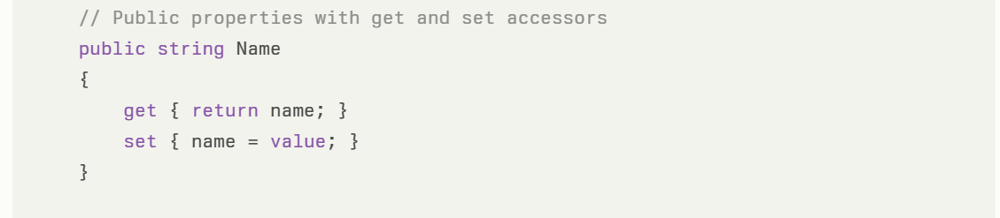 // Public properties with get and set accessors
public string Name
{
    get { return name; }
    set { name = value; }
}